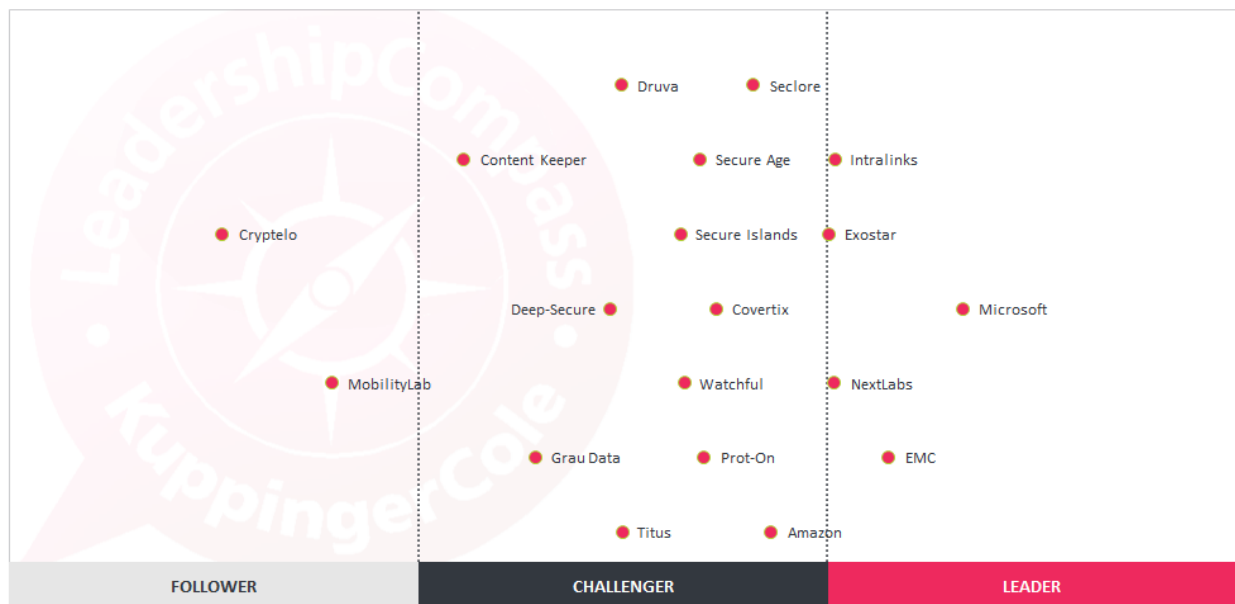 LeadershipCompass
KuppingerCole
Druva
Seclore
Content Keeper
Secure Age
Intralinks
Cryptelo
Secure Islands
Exostar
Deep-Secure
Covertix
Microsoft
MobilityLab
Watchful
NextLabs
Grau Data
Prot-On
EMC
Titus
Amazon
FOLLOWER
CHALLENGER
LEADER